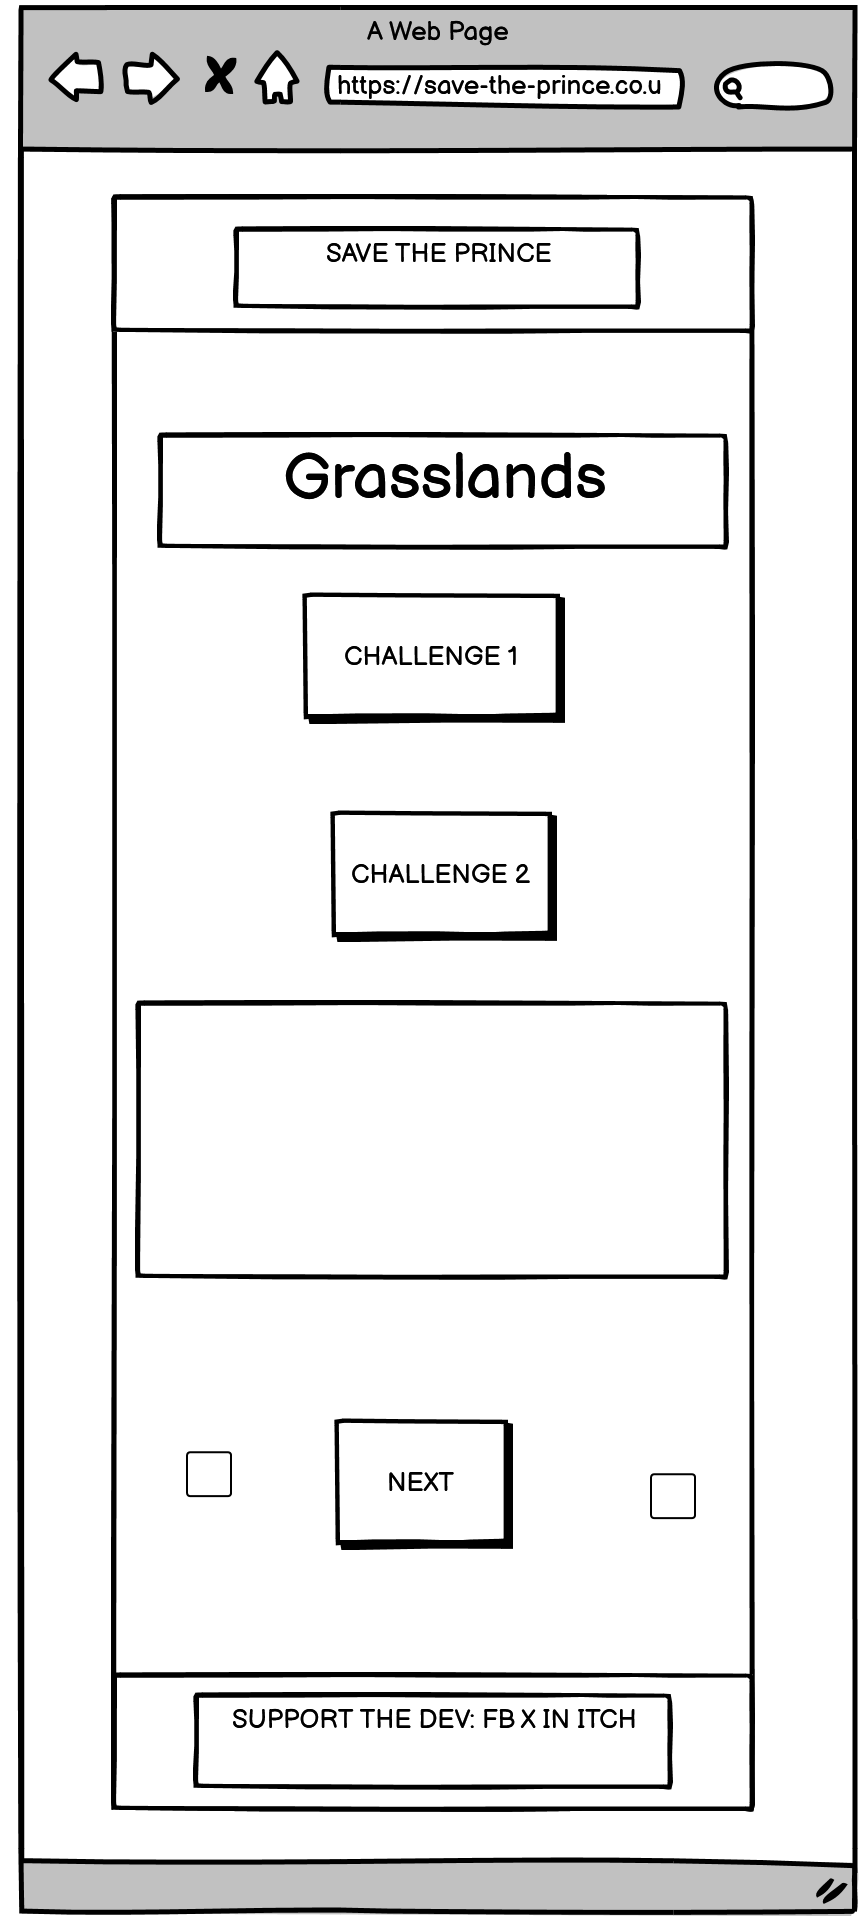 A Web Page
https://save-the-prince.co.u
SAVE THE PRINCE
Grasslands
CHALLENGE 1
CHALLENGE 2
NEXT
SUPPORT THE DEV: FB X IN ITCH